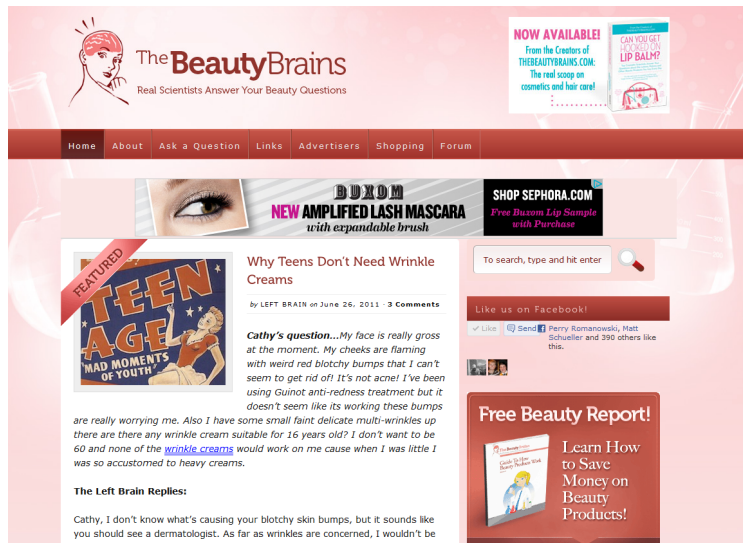 The BeautyBrains
Real Scientists Answer Your Beauty Questions
NOW AVAILABLE!
From the Creators of
THEBEAUTYBRAINS.COM:
The real scoop on
cosmetics and hair care!
CAN YOU GET
HOOKED ON
LIP BALM?
Home About Ask a Question Links Advertisers Shopping Forum
BUXOM
NEW AMPLIFIED LASH MASCARA
with expandable brush
SHOP SEPHORA.COM
Free Buxom Lip Sample
with Purchase
FEATURED
TEEN
AGE
"MAD MOMENTS
OF YOUTH"
Why Teens Don't Need Wrinkle
Creams
by LEFT BRAIN on June 26, 2011 · 3 Comments
Cathy's question...My face is really gross
at the moment. My cheeks are flaming
with weird red blotchy bumps that I can't
seem to get rid of! It's not acne! I've been
using Guinot anti-redness treatment but it
doesn't seem like its working these bumps
are really worrying me. Also I have some small faint delicate multi-wrinkles up
there are there any wrinkle cream suitable for 16 years old? I don't want to be
60 and none of the wrinkle creams would work on me cause when I was little I
was so accustomed to heavy creams.
The Left Brain Replies:
Cathy, I don't know what's causing your blotchy skin bumps, but it sounds like
you should see a dermatologist. As far as wrinkles are concerned, I wouldn't be
To search, type and hit enter
Like us on Facebook!
Like Send Perry Romanowski, Matt
Schueller and 390 others like
this.
Free Beauty Report!
The BeautyBrains
Guide To How
Beauty Products Work
Learn How
to Save
Money on
Beauty
Products!